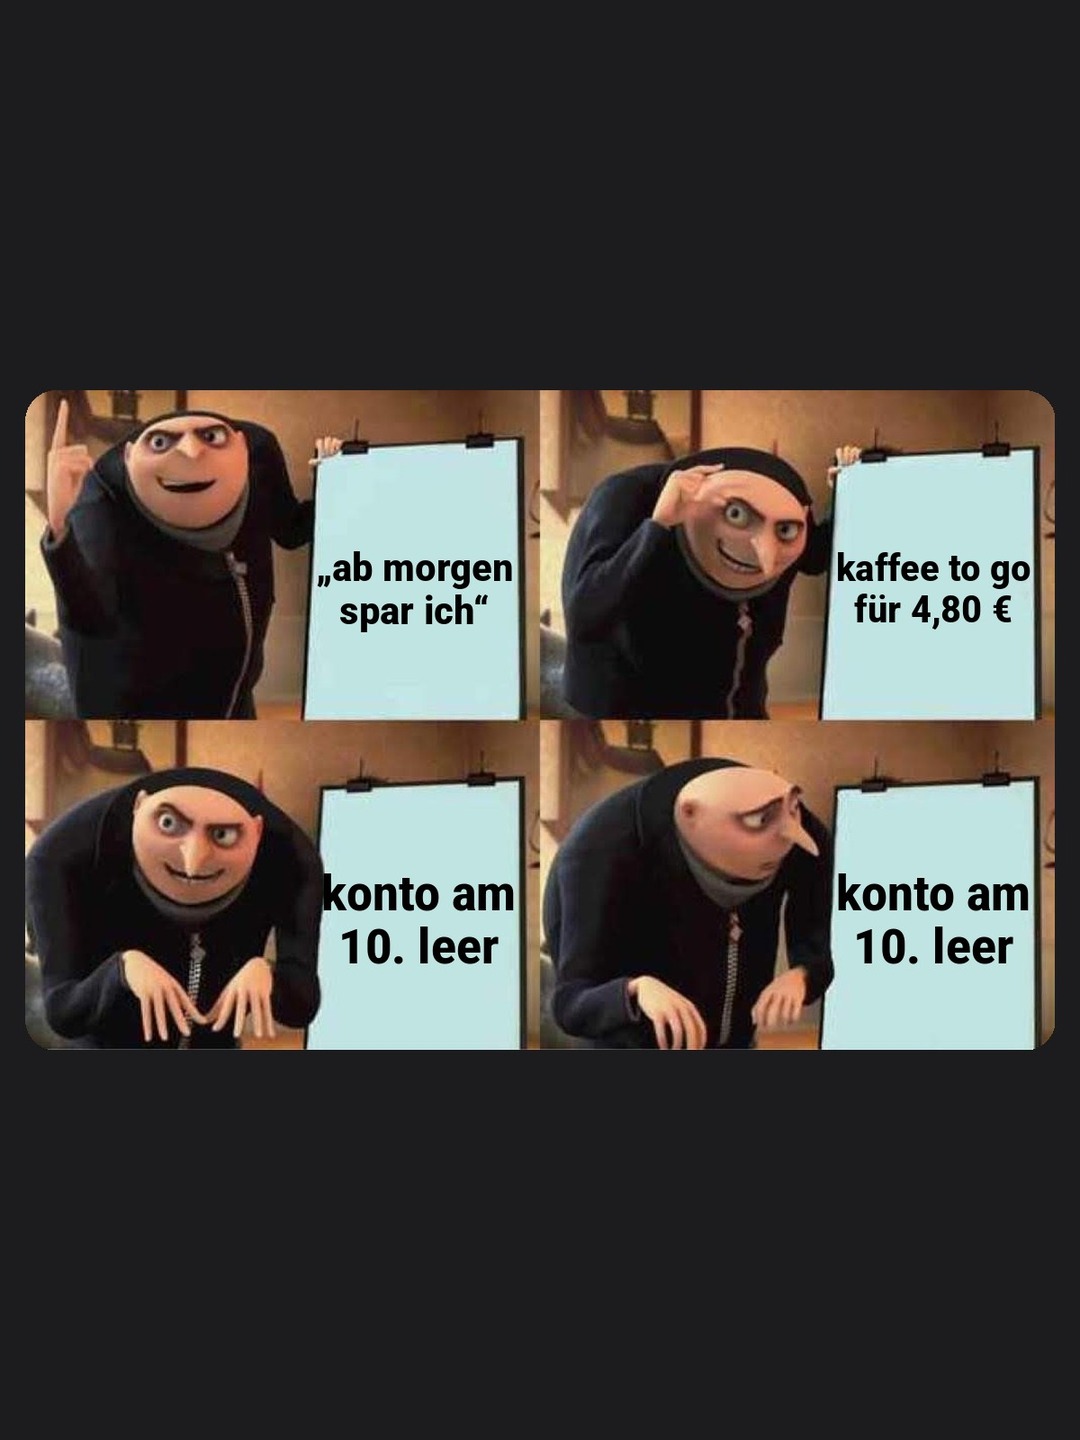 „ab morgen
spar ich“
kaffee to go
für 4,80 €
konto am
10. leer
konto am
10. leer